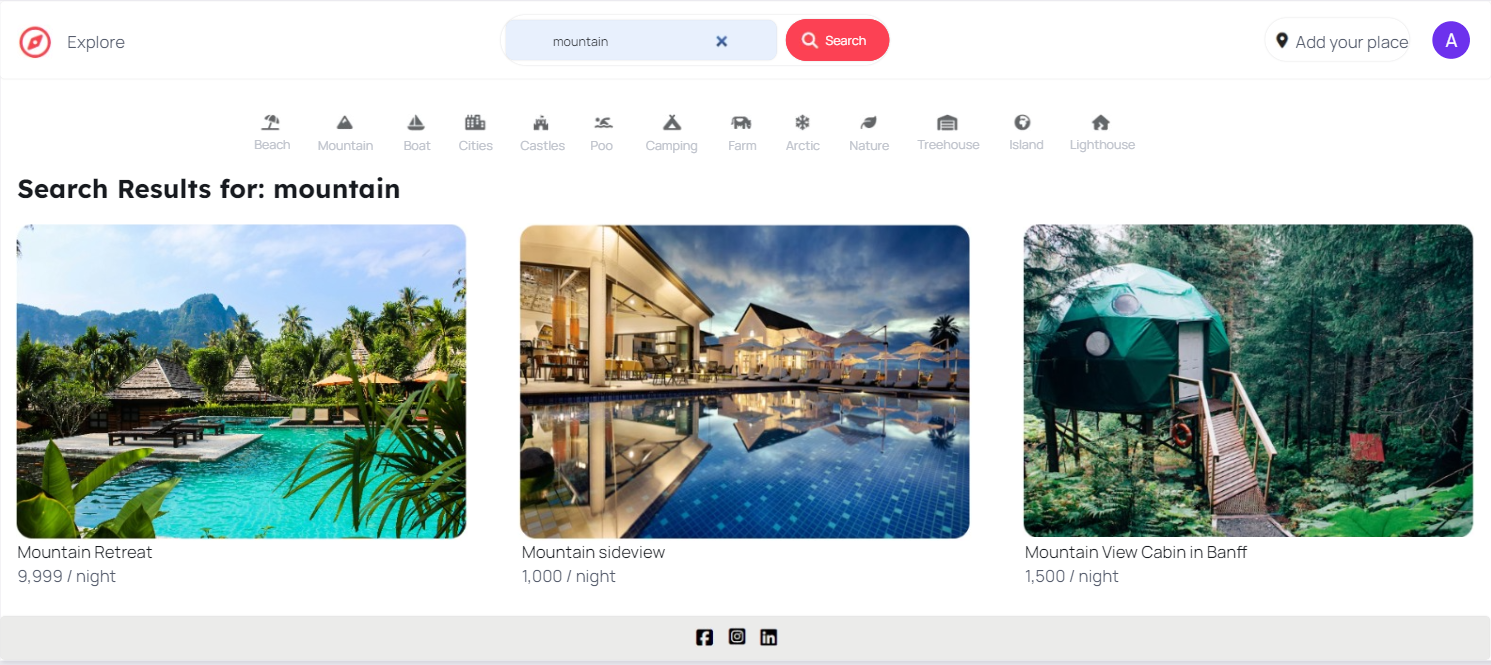 Explore
mountain
Search
Add your place
A
Beach
Mountain
Boat
Cities
Castles
Poo
Camping
Farm
Arctic
Nature
Treehouse
Island
Lighthouse
Search Results for: mountain
Mountain Retreat
9,999 / night
Mountain sideview
1,000 / night
Mountain View Cabin in Banff
1,500 / night